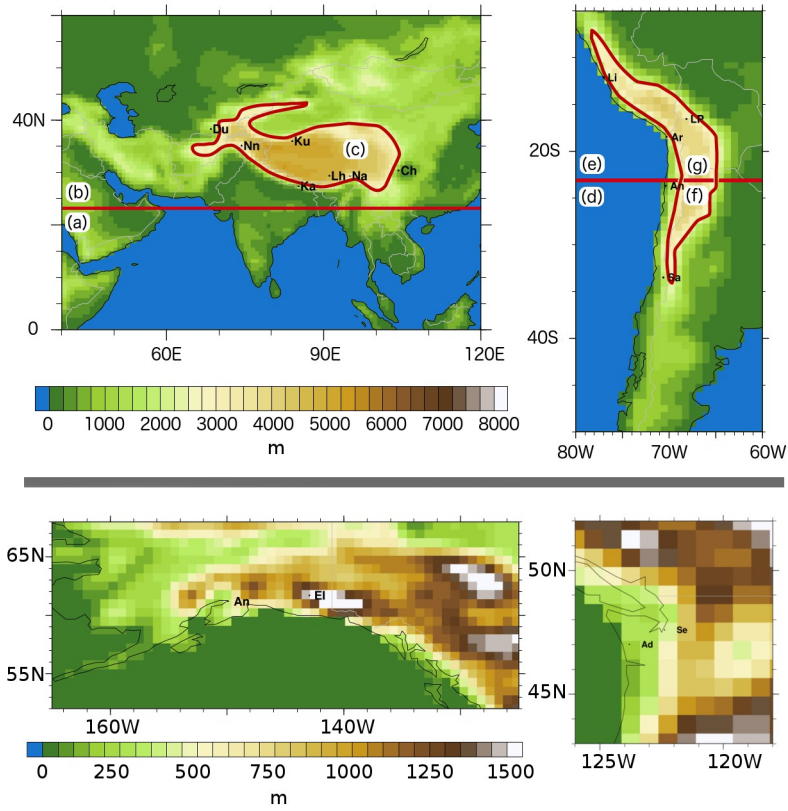 40N
0
60E
90E
120E
(a)
(b)
(c)
Du
Nn
Ku
Ka
Lh
Na
Ch
0 1000 2000 3000 4000 5000 6000 7000 8000
m
20S
40S
80W 70W 60W
(e)
(d)
(g)
(f)
Li
LP
Ar
An
Sa
65N
55N
160W 140W
An
El
0 250 500 750 1000 1250 1500
m
50N
45N
125W 120W
Se
Ad